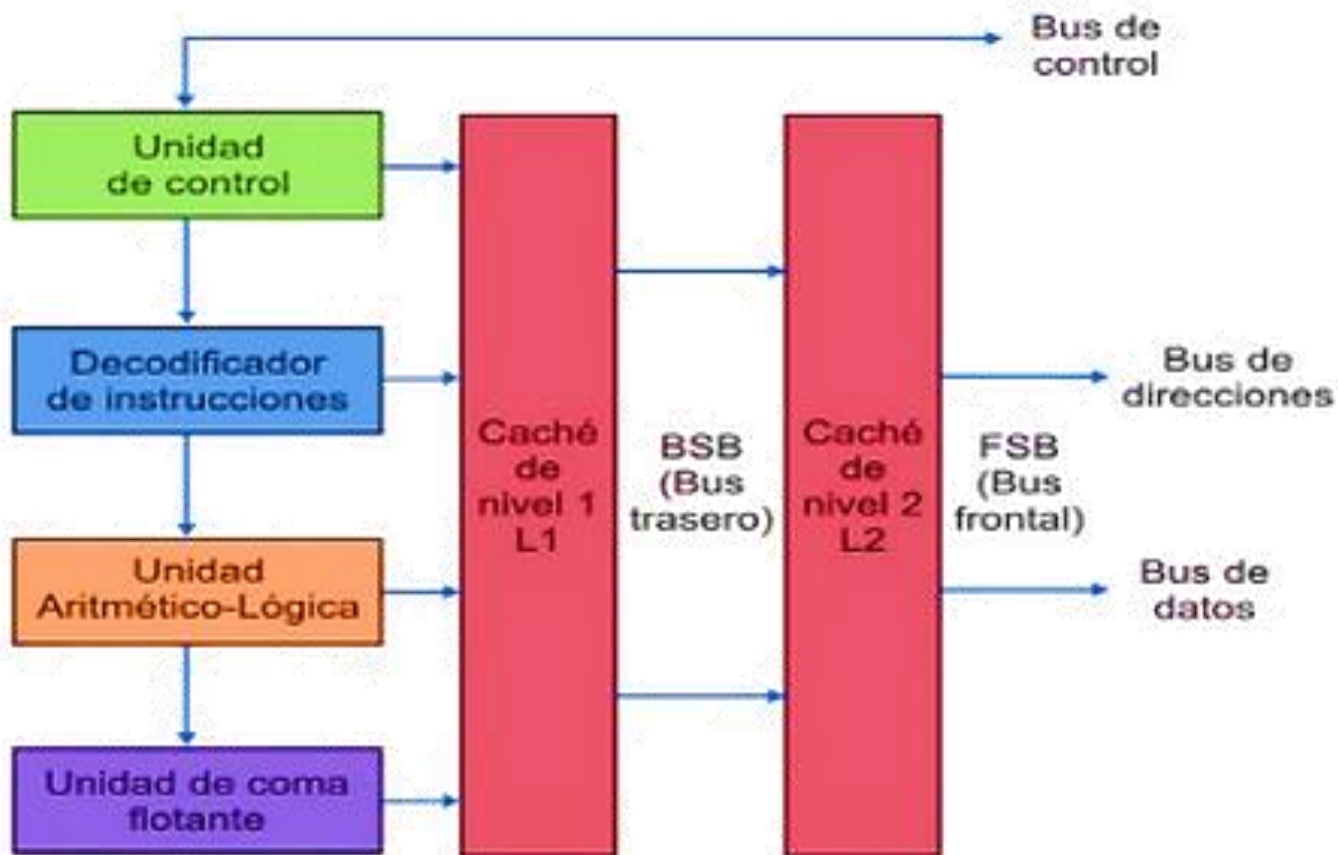 Bus de
control
Unidad
de control
Decodificador
de instrucciones
Unidad
Aritmético-Lógica
Unidad de coma
flotante
Caché
de
nivel 1
L1
BSB
(Bus
trasero)
Caché
de
nivel 2
L2
FSB
(Bus
frontal)
Bus de
direcciones
Bus de
datos